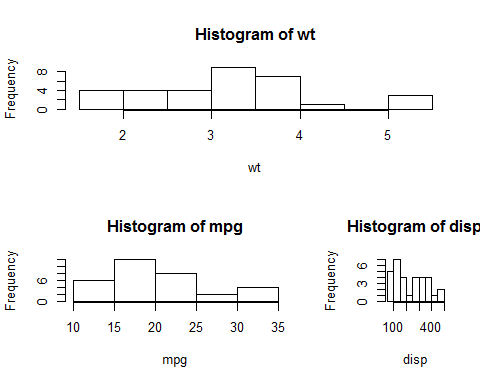 Histogram of wt
Frequency
0 4 8
2 3 4 5
wt
Histogram of mpg
Frequency
0 6
10 15 20 25 30 35
mpg
Histogram of disp
Frequency
0 3 6
100 400
disp